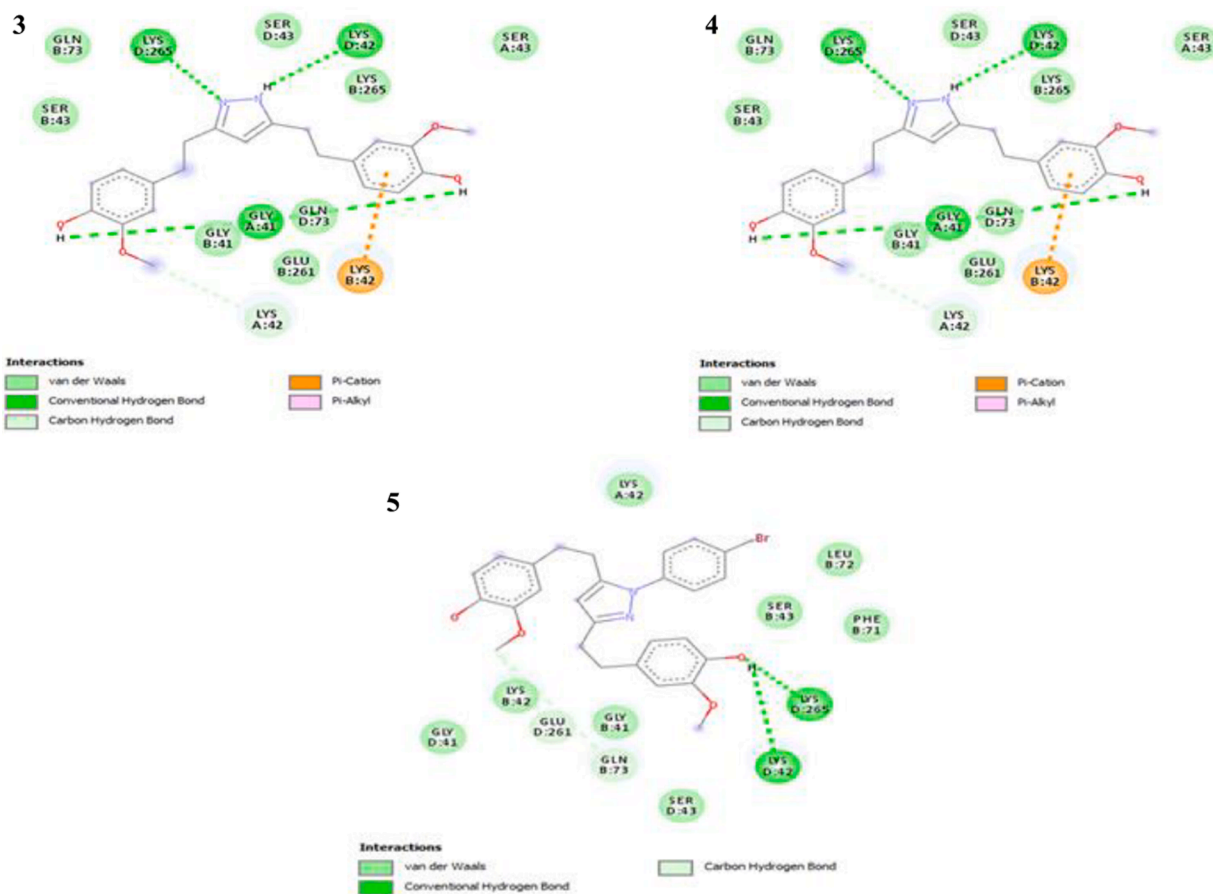 3
GLN B:73
LYS D:265
SER D:43
LYS D:42
SER A:43
LYS B:265
SER B:43
N
N
H
O
O
H
O
H
O
GLY B:41
GLY A:41
GLN D:73
GLU B:261
LYS B:42
LYS A:42
Interactions
van der Waals
Conventional Hydrogen Bond
Carbon Hydrogen Bond
Pi-Cation
Pi-Alkyl
4
GLN B:73
LYS D:265
SER D:43
LYS D:42
SER A:43
LYS B:265
SER B:43
N
N
H
O
O
H
O
H
O
GLY B:41
GLY A:41
GLN D:73
GLU B:261
LYS B:42
LYS A:42
Interactions
van der Waals
Conventional Hydrogen Bond
Carbon Hydrogen Bond
Pi-Cation
Pi-Alkyl
5
LYS A:42
Br
LEU B:72
N
N
SER B:43
PHE B:71
O
O
O
H
O
LYS B:42
GLU D:261
GLY B:41
LYS D:265
GLY D:41
GLN B:73
LYS D:42
SER D:43
Interactions
van der Waals
Conventional Hydrogen Bond
Carbon Hydrogen Bond